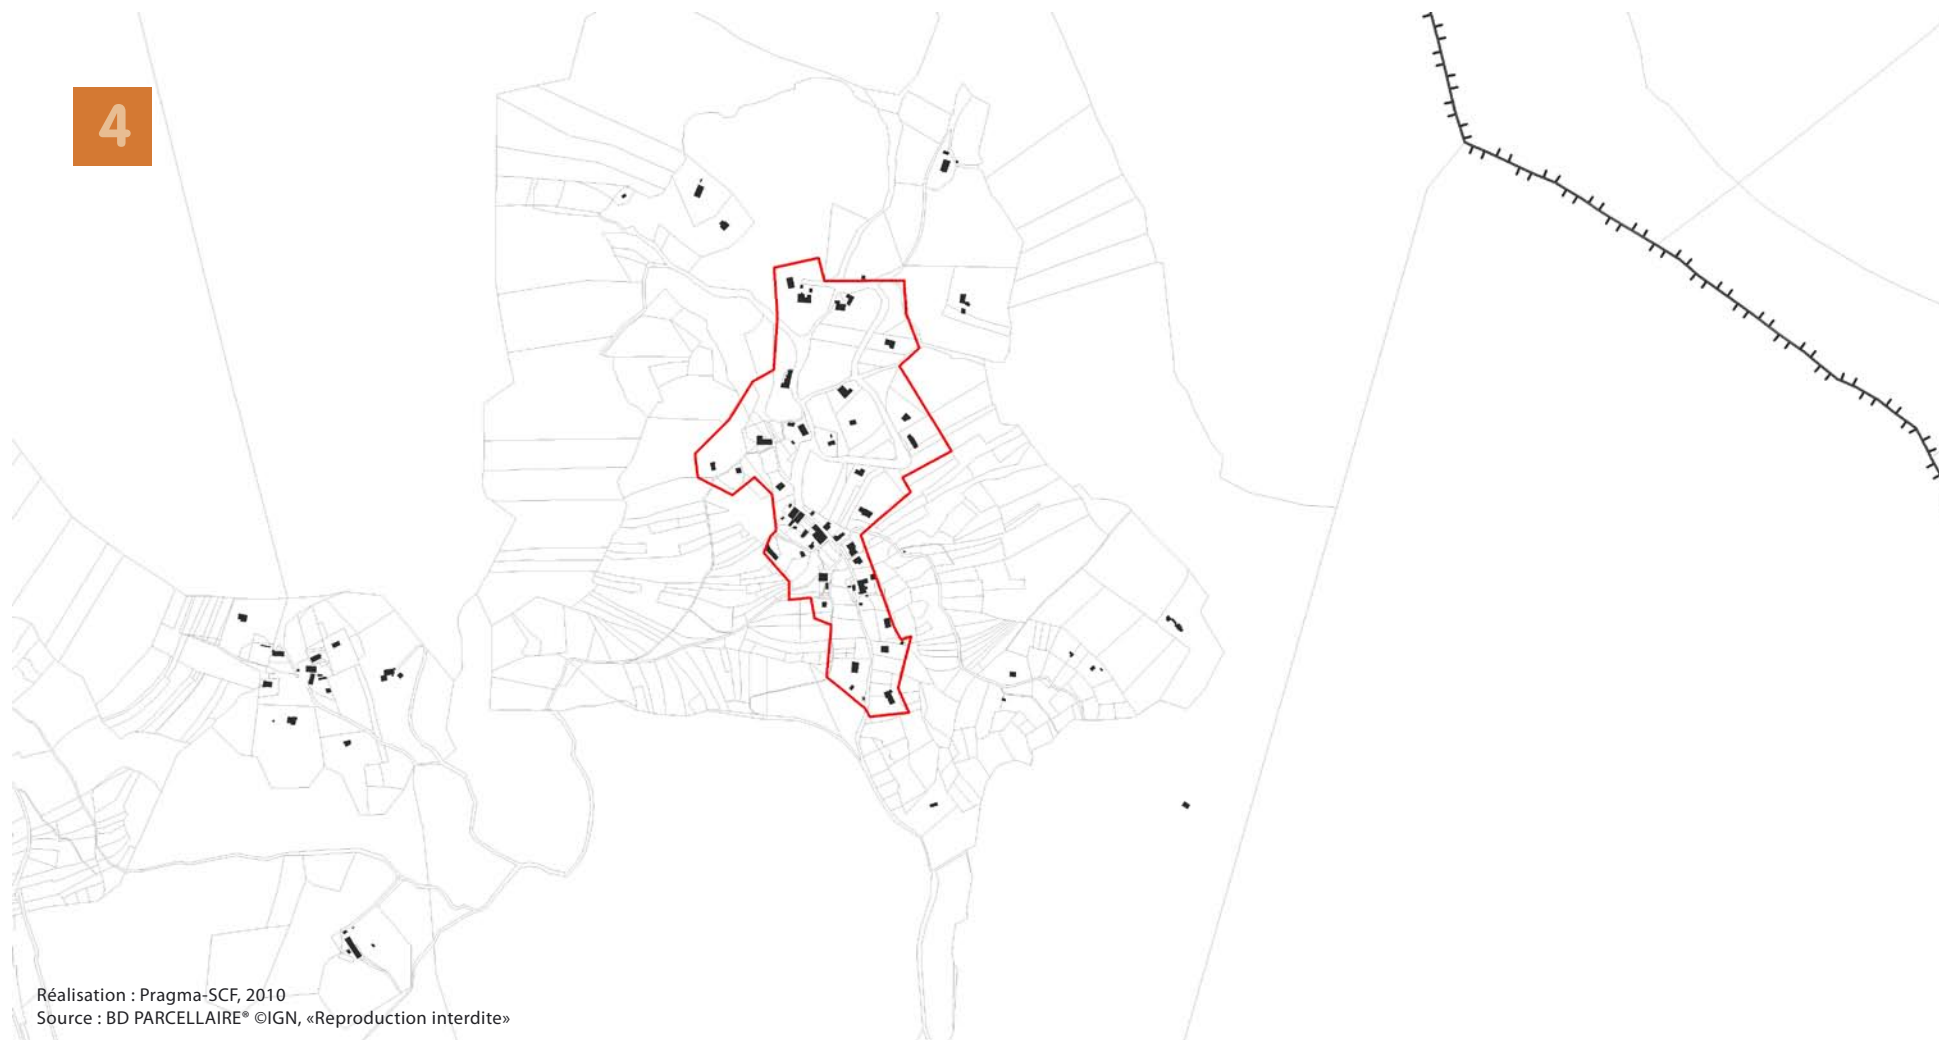 4
Réalisation : Pragma-SCF, 2010
Source : BD PARCELLAIRE® ©IGN, «Reproduction interdite»